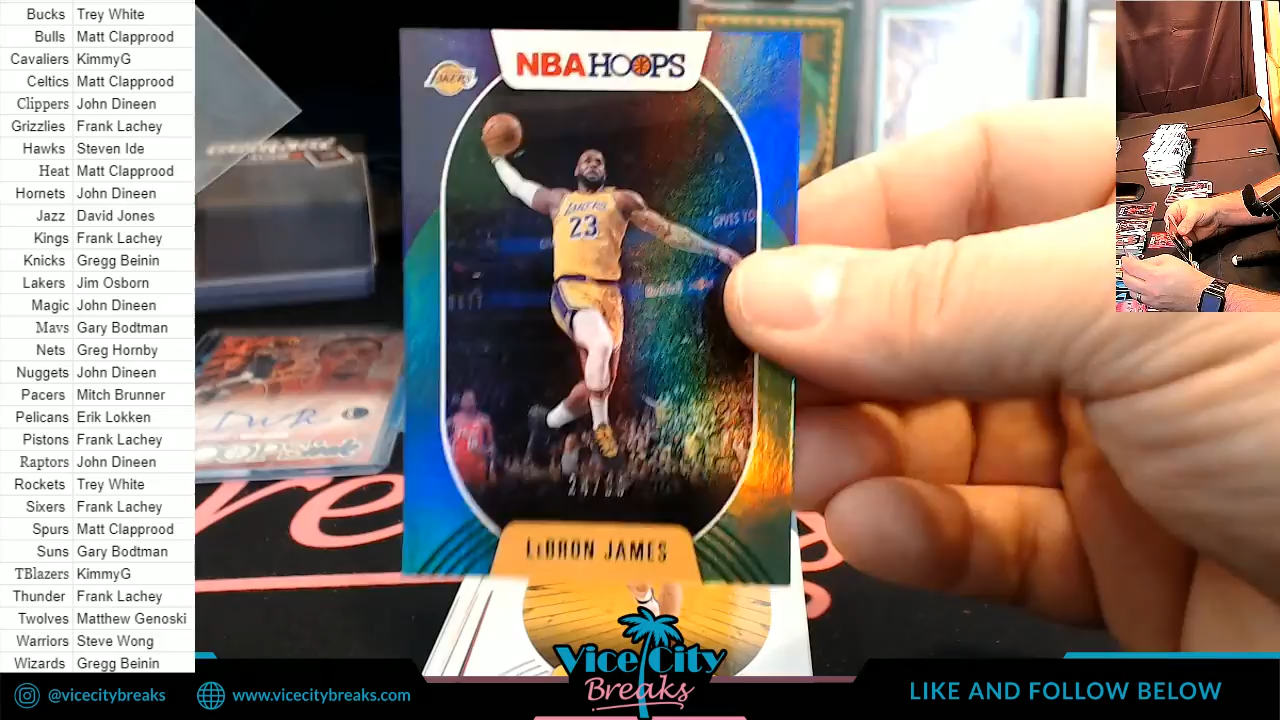 Bucks Trey White
Bulls Matt Clapprood
Cavaliers KimmyG
Celtics Matt Clapprood
Clippers John Dineen
Grizzlies Frank Lachey
Hawks Steven Ide
Heat Matt Clapprood
Hornets John Dineen
Jazz David Jones
Kings Frank Lachey
Knicks Gregg Beinin
Lakers Jim Osborn
Magic John Dineen
Mavs Gary Bodtman
Nets Greg Hornby
Nuggets John Dineen
Pacers Mitch Brunner
Pelicans Erik Lokken
Pistons Frank Lachey
Raptors John Dineen
Rockets Trey White
Sixers Frank Lachey
Spurs Matt Clapprood
Suns Gary Bodtman
TBlazers KimmyG
Thunder Frank Lachey
Twolves Matthew Genoski
Warriors Steve Wong
Wizards Gregg Beinin
NBA HOOPS
LAKERS
LAKERS
23
GIVES YO
LeBRON JAMES
Vice City
Breaks
@vicecitybreaks
www.vicecitybreaks.com
LIKE AND FOLLOW BELOW